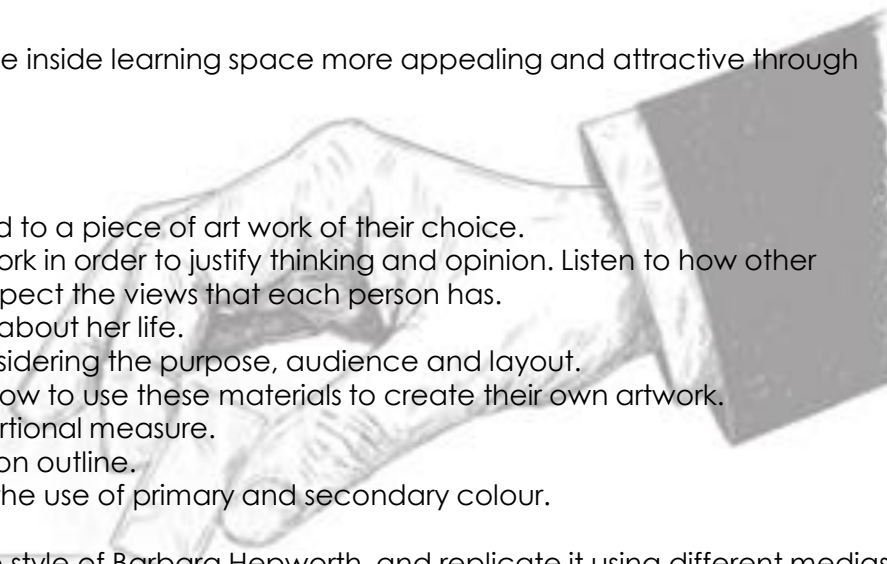 e inside learning space more appealing and attractive through
d to a piece of art work of their choice.
ork in order to justify thinking and opinion. Listen to how other
pect the views that each person has.
about her life.
sidering the purpose, audience and layout.
ow to use these materials to create their own artwork.
rtional measure.
on outline.
the use of primary and secondary colour.
style of Barbara Hepworth, and replicate it using different medias